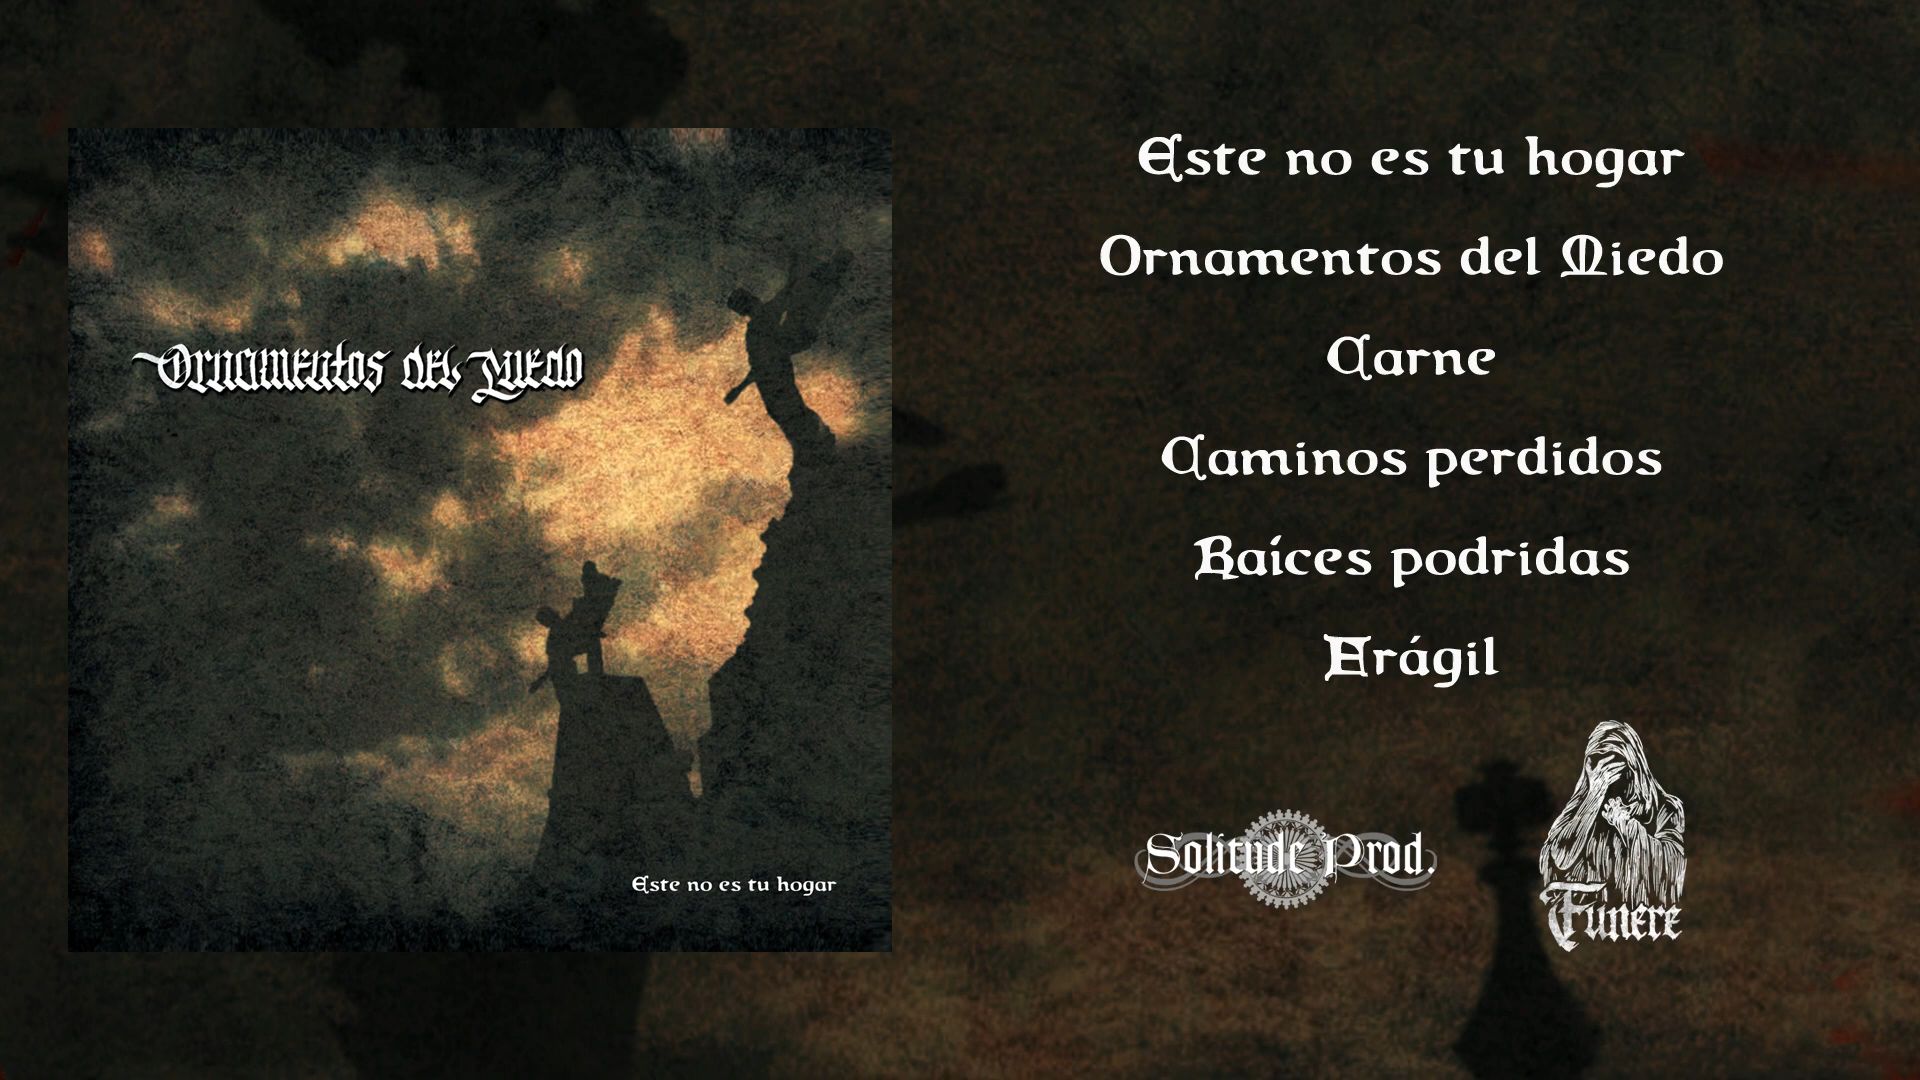 Ornamentos del Miedo
Este no es tu hogar
Este no es tu hogar
Ornamentos del Miedo
Carne
Caminos perdidos
Raíces podridas
Frágil
Solitude Prod.
Funere